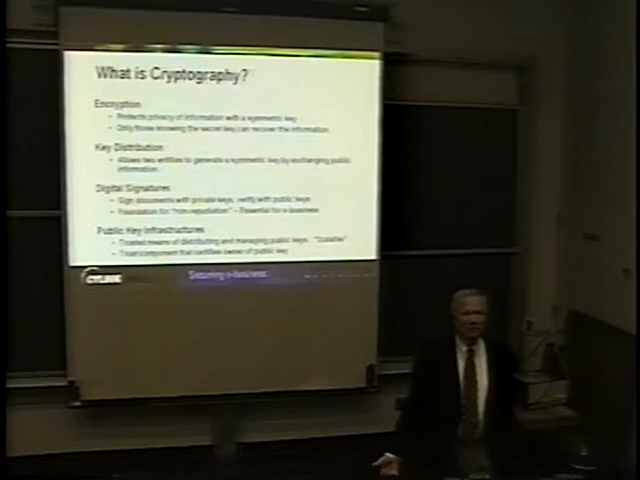 What is Cryptography?
Encryption
• Protects privacy of information with a symmetric key
• Only those knowing the secret key can recover the information
Key Distribution
• Allows two entities to generate a symmetric key by exchanging public
information
Digital Signatures
• Sign documents with private keys, verify with public keys
• Foundation for "non-repudiation" – Essential for e-business
Public Key Infrastructures
• Trusted means of distributing and managing public keys "Scalable"
• Trust component that certifies owner of public key
CYLINK
Securing e-business